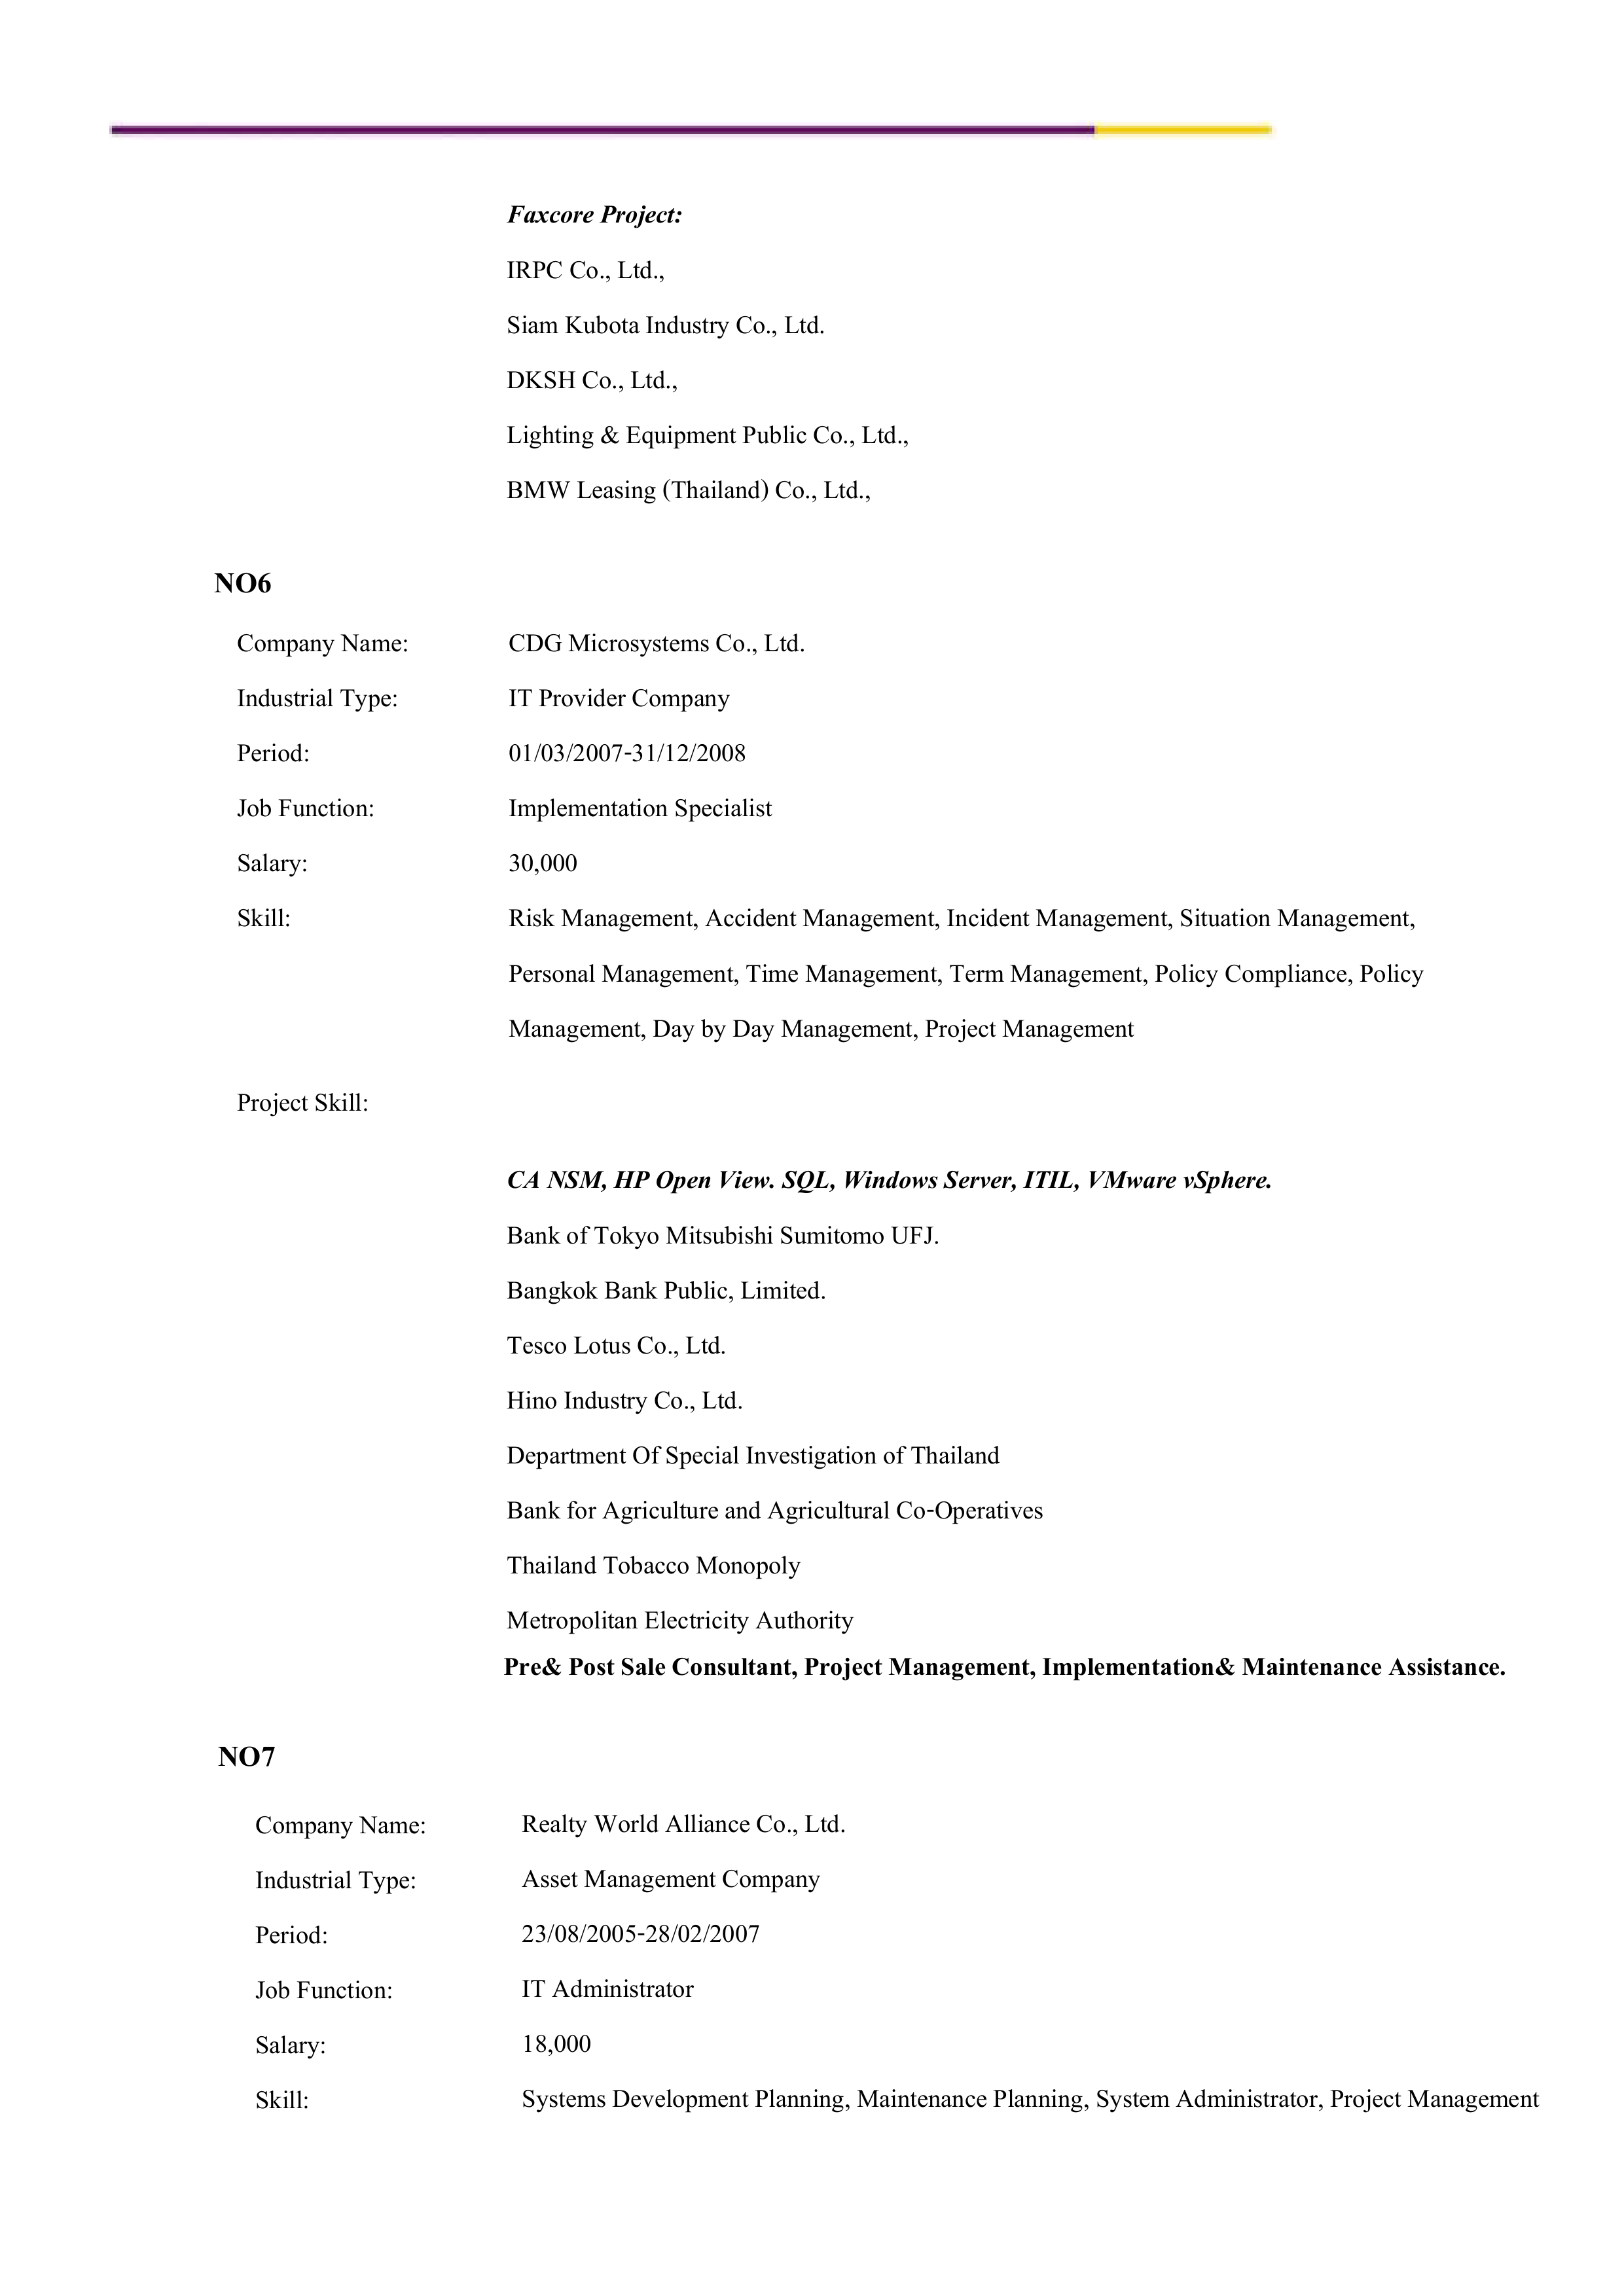 Faxcore Project:
IRPC Co., Ltd.,
Siam Kubota Industry Co., Ltd.
DKSH Co., Ltd.,
Lighting & Equipment Public Co., Ltd.,
BMW Leasing (Thailand) Co., Ltd.,
NO6
Company Name: CDG Microsystems Co., Ltd.
Industrial Type: IT Provider Company
Period: 01/03/2007-31/12/2008
Job Function: Implementation Specialist
Salary: 30,000
Skill: Risk Management, Accident Management, Incident Management, Situation Management,
Personal Management, Time Management, Term Management, Policy Compliance, Policy
Management, Day by Day Management, Project Management
Project Skill:
CA NSM, HP Open View. SQL, Windows Server, ITIL, VMware vSphere.
Bank of Tokyo Mitsubishi Sumitomo UFJ.
Bangkok Bank Public, Limited.
Tesco Lotus Co., Ltd.
Hino Industry Co., Ltd.
Department Of Special Investigation of Thailand
Bank for Agriculture and Agricultural Co-Operatives
Thailand Tobacco Monopoly
Metropolitan Electricity Authority
Pre& Post Sale Consultant, Project Management, Implementation& Maintenance Assistance.
NO7
Company Name: Realty World Alliance Co., Ltd.
Industrial Type: Asset Management Company
Period: 23/08/2005-28/02/2007
Job Function: IT Administrator
Salary: 18,000
Skill: Systems Development Planning, Maintenance Planning, System Administrator, Project Management